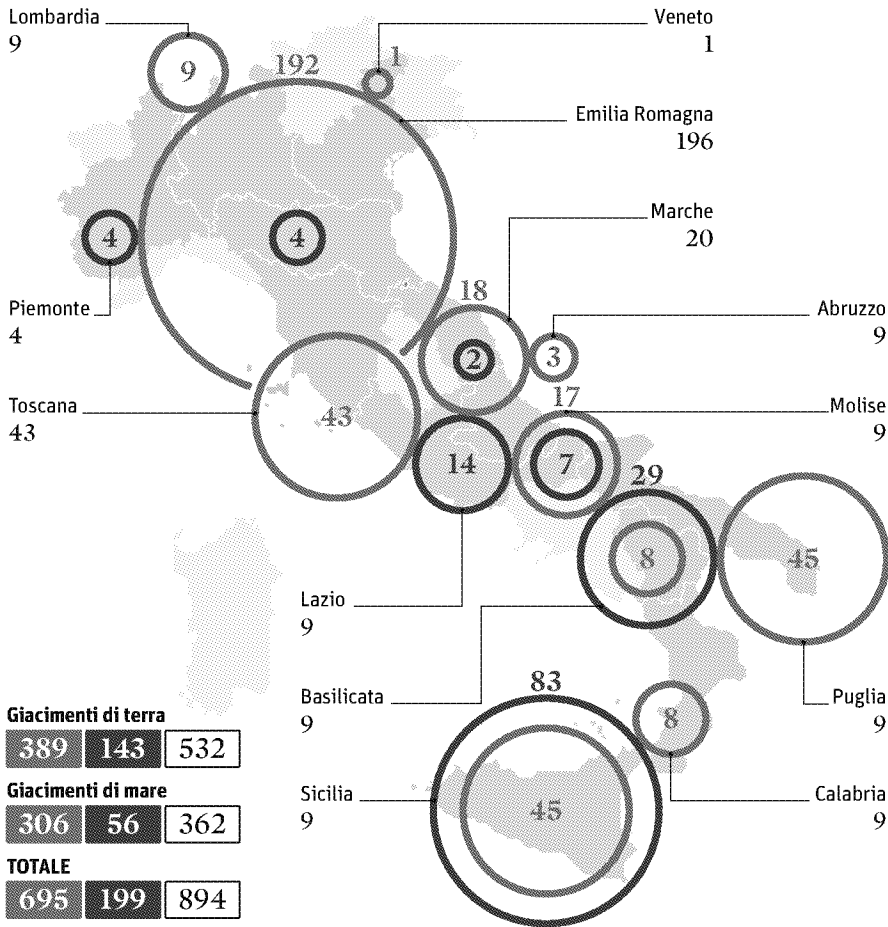 Lombardia
9
9
192
1
Veneto
1
Emilia Romagna
196
4
4
Marche
20
Piemonte
4
18
2
3
Abruzzo
9
Toscana
43
43
17
Molise
9
14
7
29
8
45
Lazio
9
Basilicata
9
83
8
Puglia
9
Giacimenti di terra
389 143 532
Giacimenti di mare
306 56 362
Sicilia
9
45
Calabria
9
TOTALE
695 199 894